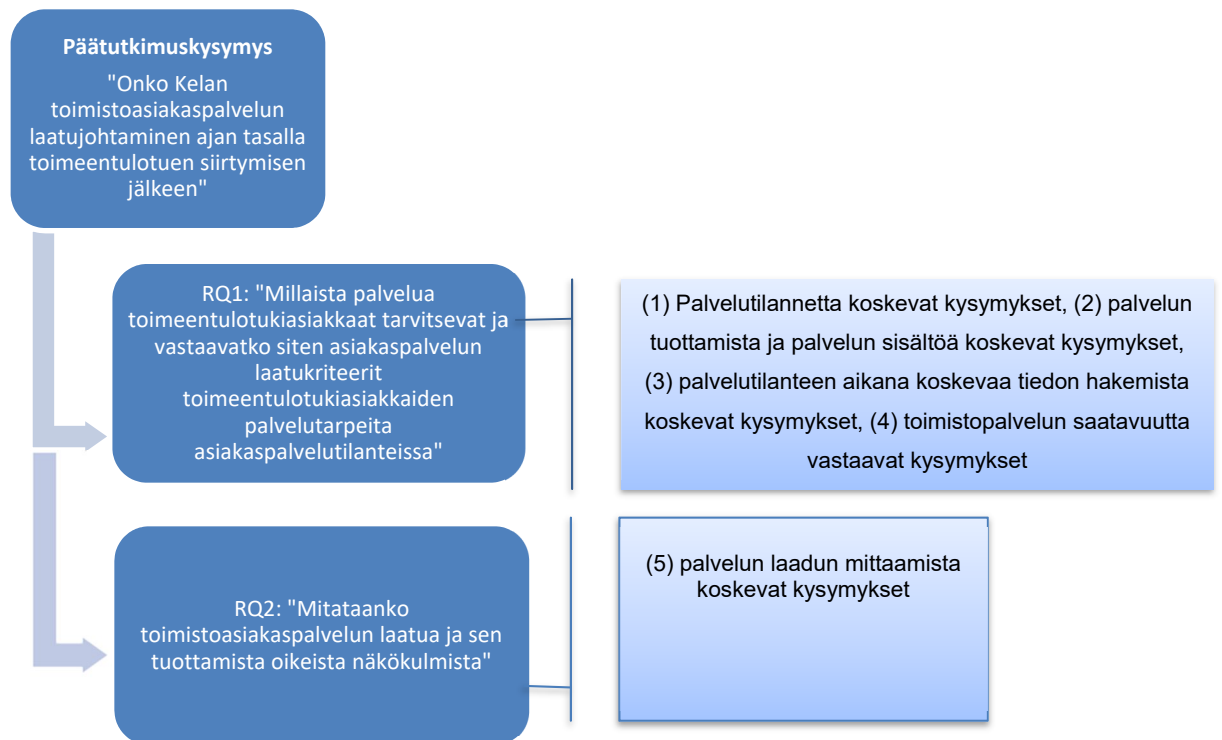 Päätutkimuskysymys
"Onko Kelan
toimistoasiakaspalvelun
laatujohtaminen ajan tasalla
toimeentulotuen siirtymisen
jälkeen"
RQ1: "Millaista palvelua
toimeentulotukiasiakkaat tarvitsevat ja
vastaavatko siten asiakaspalvelun
laatukriteerit
toimeentulotukiasiakkaiden
palvelutarpeita
asiakaspalvelutilanteissa"
(1) Palvelutilannetta koskevat kysymykset, (2) palvelun
tuottamista ja palvelun sisältöä koskevat kysymykset,
(3) palvelutilanteen aikana koskevaa tiedon hakemista
koskevat kysymykset, (4) toimistopalvelun saatavuutta
vastaavat kysymykset
RQ2: "Mitataanko
toimistoasiakaspalvelun laatua ja sen
tuottamista oikeista näkökulmista"
(5) palvelun laadun mittaamista
koskevat kysymykset